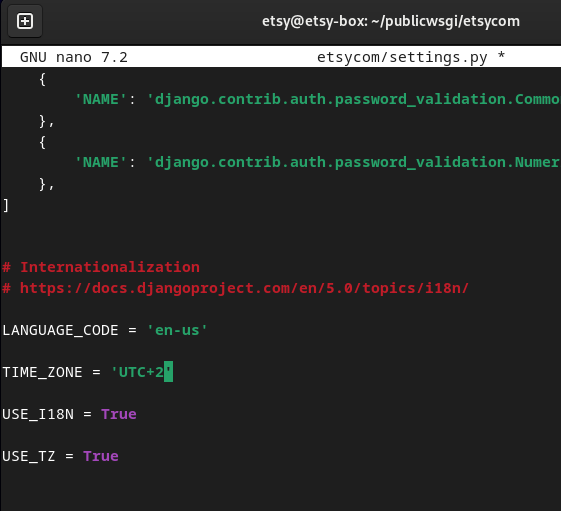 etsy@etsy-box: ~/publicwsgi/etsycom
GNU nano 7.2 etsycom/settings.py *
{
'NAME': 'django.contrib.auth.password_validation.Commo
},
{
'NAME': 'django.contrib.auth.password_validation.Numer
},
]
# Internationalization
# https://docs.djangoproject.com/en/5.0/topics/i18n/
LANGUAGE_CODE = 'en-us'
TIME_ZONE = 'UTC+2'
USE_I18N = True
USE_TZ = True